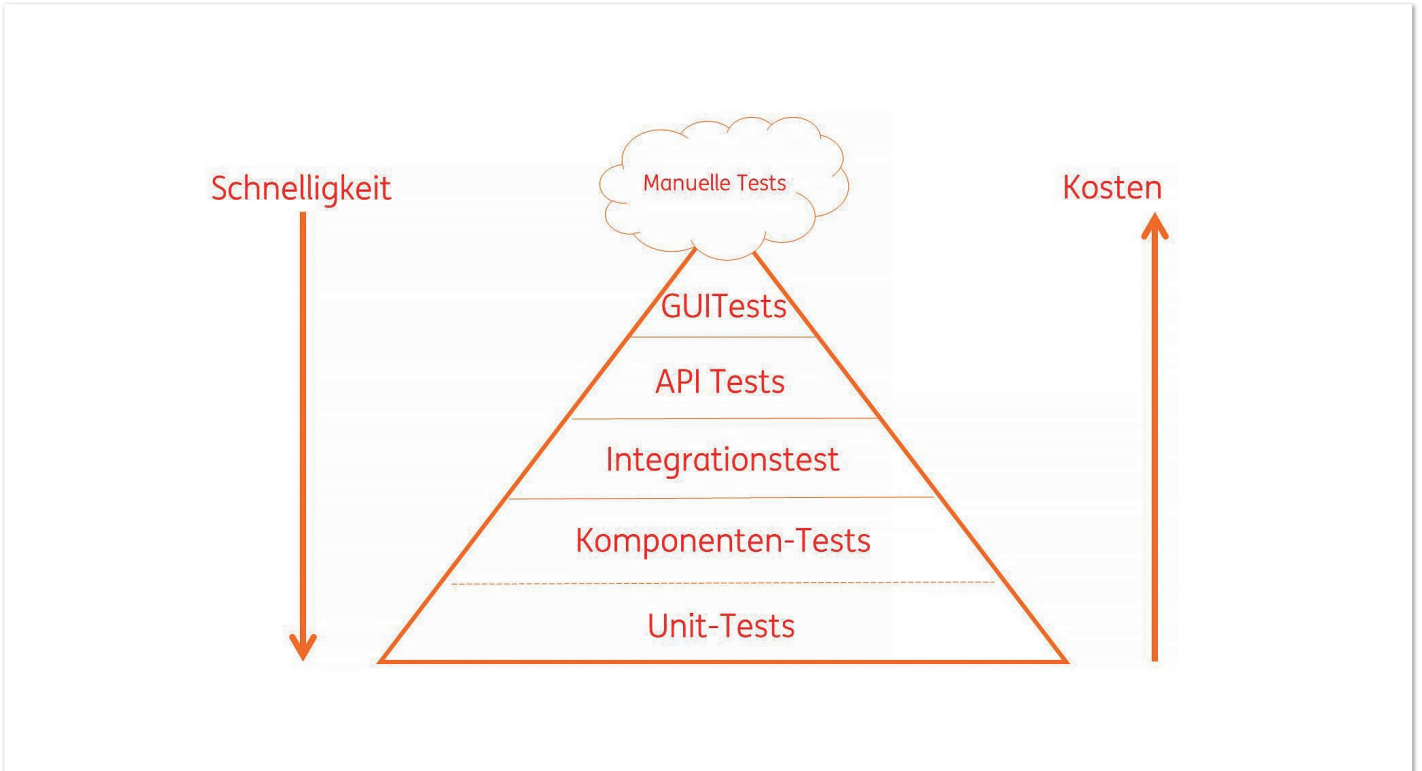 Manuelle Tests
Schnelligkeit
Kosten
GUITests
API Tests
Integrationstest
Komponenten-Tests
Unit-Tests